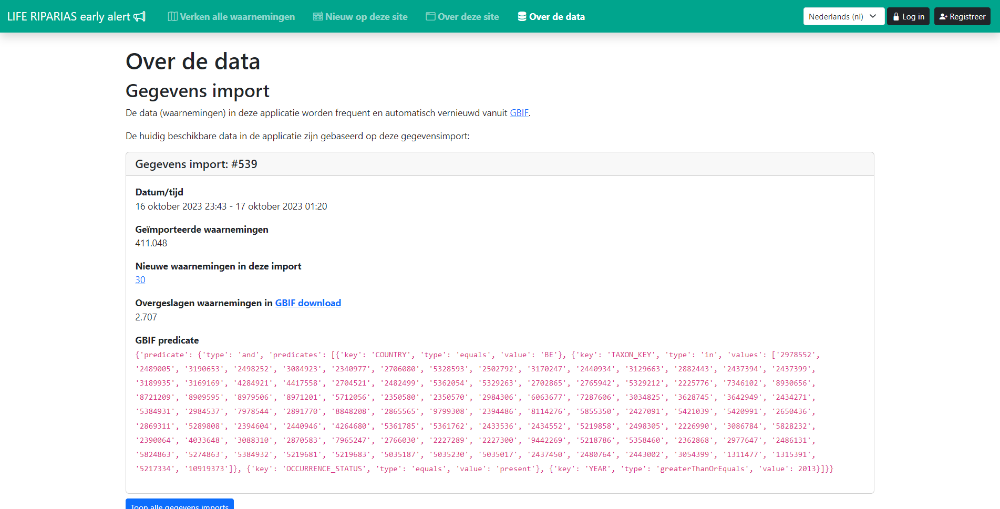 LIFE RIPARIAS early alert
Verken alle waarnemingen
Nieuw op deze site
Over deze site
Over de data
Nederlands (nl)
Log in
Registreer
Over de data
Gegevens import
De data (waarnemingen) in deze applicatie worden frequent en automatisch vernieuwd vanuit GBIF.
De huidig beschikbare data in de applicatie zijn gebaseerd op deze gegevensimport:
Gegevens import: #539
Datum/tijd
16 oktober 2023 23:43 - 17 oktober 2023 01:20
Geïmporteerde waarnemingen
411.048
Nieuwe waarnemingen in deze import
30
Overgeslagen waarnemingen in GBIF download
2.707
GBIF predicate
{'predicate': {'type': 'and', 'predicates': [{'key': 'COUNTRY', 'type': 'equals', 'value': 'BE'}, {'key': 'TAXON_KEY', 'type': 'in', 'values': ['2978552',
'2489005', '3190653', '2498252', '3084923', '2340977', '2706080', '5328593', '2502792', '3170247', '2440934', '3129663', '2882443', '2437394', '2437399',
'3189935', '3169169', '4284921', '4417558', '2704521', '2482499', '5362054', '5329263', '2702865', '2765942', '5329212', '2225776', '7346102', '8930656',
'8721209', '8909595', '8979506', '8971201', '5712056', '2350580', '2350570', '2984306', '6063677', '7287606', '3034825', '3628745', '3642949', '2434271',
'5384931', '2984537', '7978544', '2891770', '8848208', '2865565', '9799308', '2394486', '8114276', '5855350', '2427091', '5421039', '5420991', '2650436',
'2869311', '5289808', '2394604', '2440946', '4264680', '5361785', '5361762', '2433536', '2434552', '5219858', '2498305', '2226990', '3086784', '5828232',
'2390064', '4033648', '3088310', '2870583', '7965247', '2766030', '2227289', '2227300', '9442269', '5218786', '5358460', '2362868', '2977647', '2486131',
'5824863', '5274863', '5384932', '5219681', '5219683', '5035187', '5035230', '5035017', '2437450', '2480764', '2443002', '3054399', '1311477', '1315391',
'5217334', '10919373']}, {'key': 'OCCURRENCE_STATUS', 'type': 'equals', 'value': 'present'}, {'key': 'YEAR', 'type': 'greaterThanOrEquals', 'value': 2013}]}}
Toon alle gegevens imports